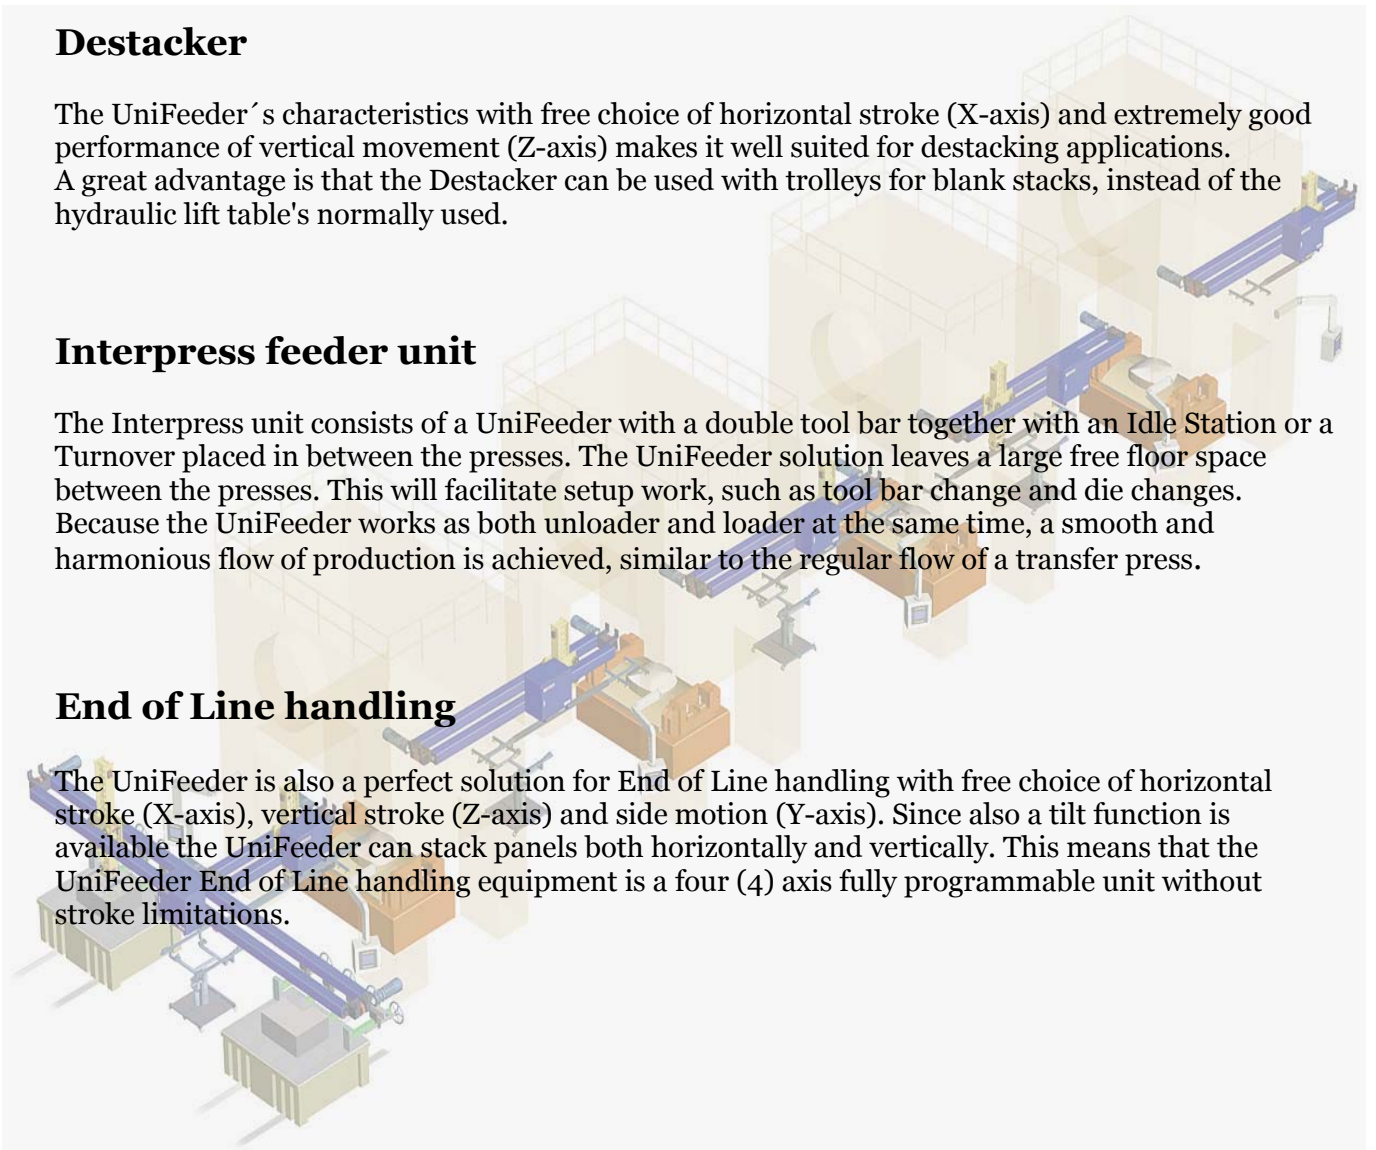 Destacker
The UniFeeder´s characteristics with free choice of horizontal stroke (X-axis) and extremely good
performance of vertical movement (Z-axis) makes it well suited for destacking applications.
A great advantage is that the Destacker can be used with trolleys for blank stacks, instead of the
hydraulic lift table's normally used.
Interpress feeder unit
The Interpress unit consists of a UniFeeder with a double tool bar together with an Idle Station or a
Turnover placed in between the presses. The UniFeeder solution leaves a large free floor space
between the presses. This will facilitate setup work, such as tool bar change and die changes.
Because the UniFeeder works as both unloader and loader at the same time, a smooth and
harmonious flow of production is achieved, similar to the regular flow of a transfer press.
End of Line handling
The UniFeeder is also a perfect solution for End of Line handling with free choice of horizontal
stroke (X-axis), vertical stroke (Z-axis) and side motion (Y-axis). Since also a tilt function is
available the UniFeeder can stack panels both horizontally and vertically. This means that the
UniFeeder End of Line handling equipment is a four (4) axis fully programmable unit without
stroke limitations.